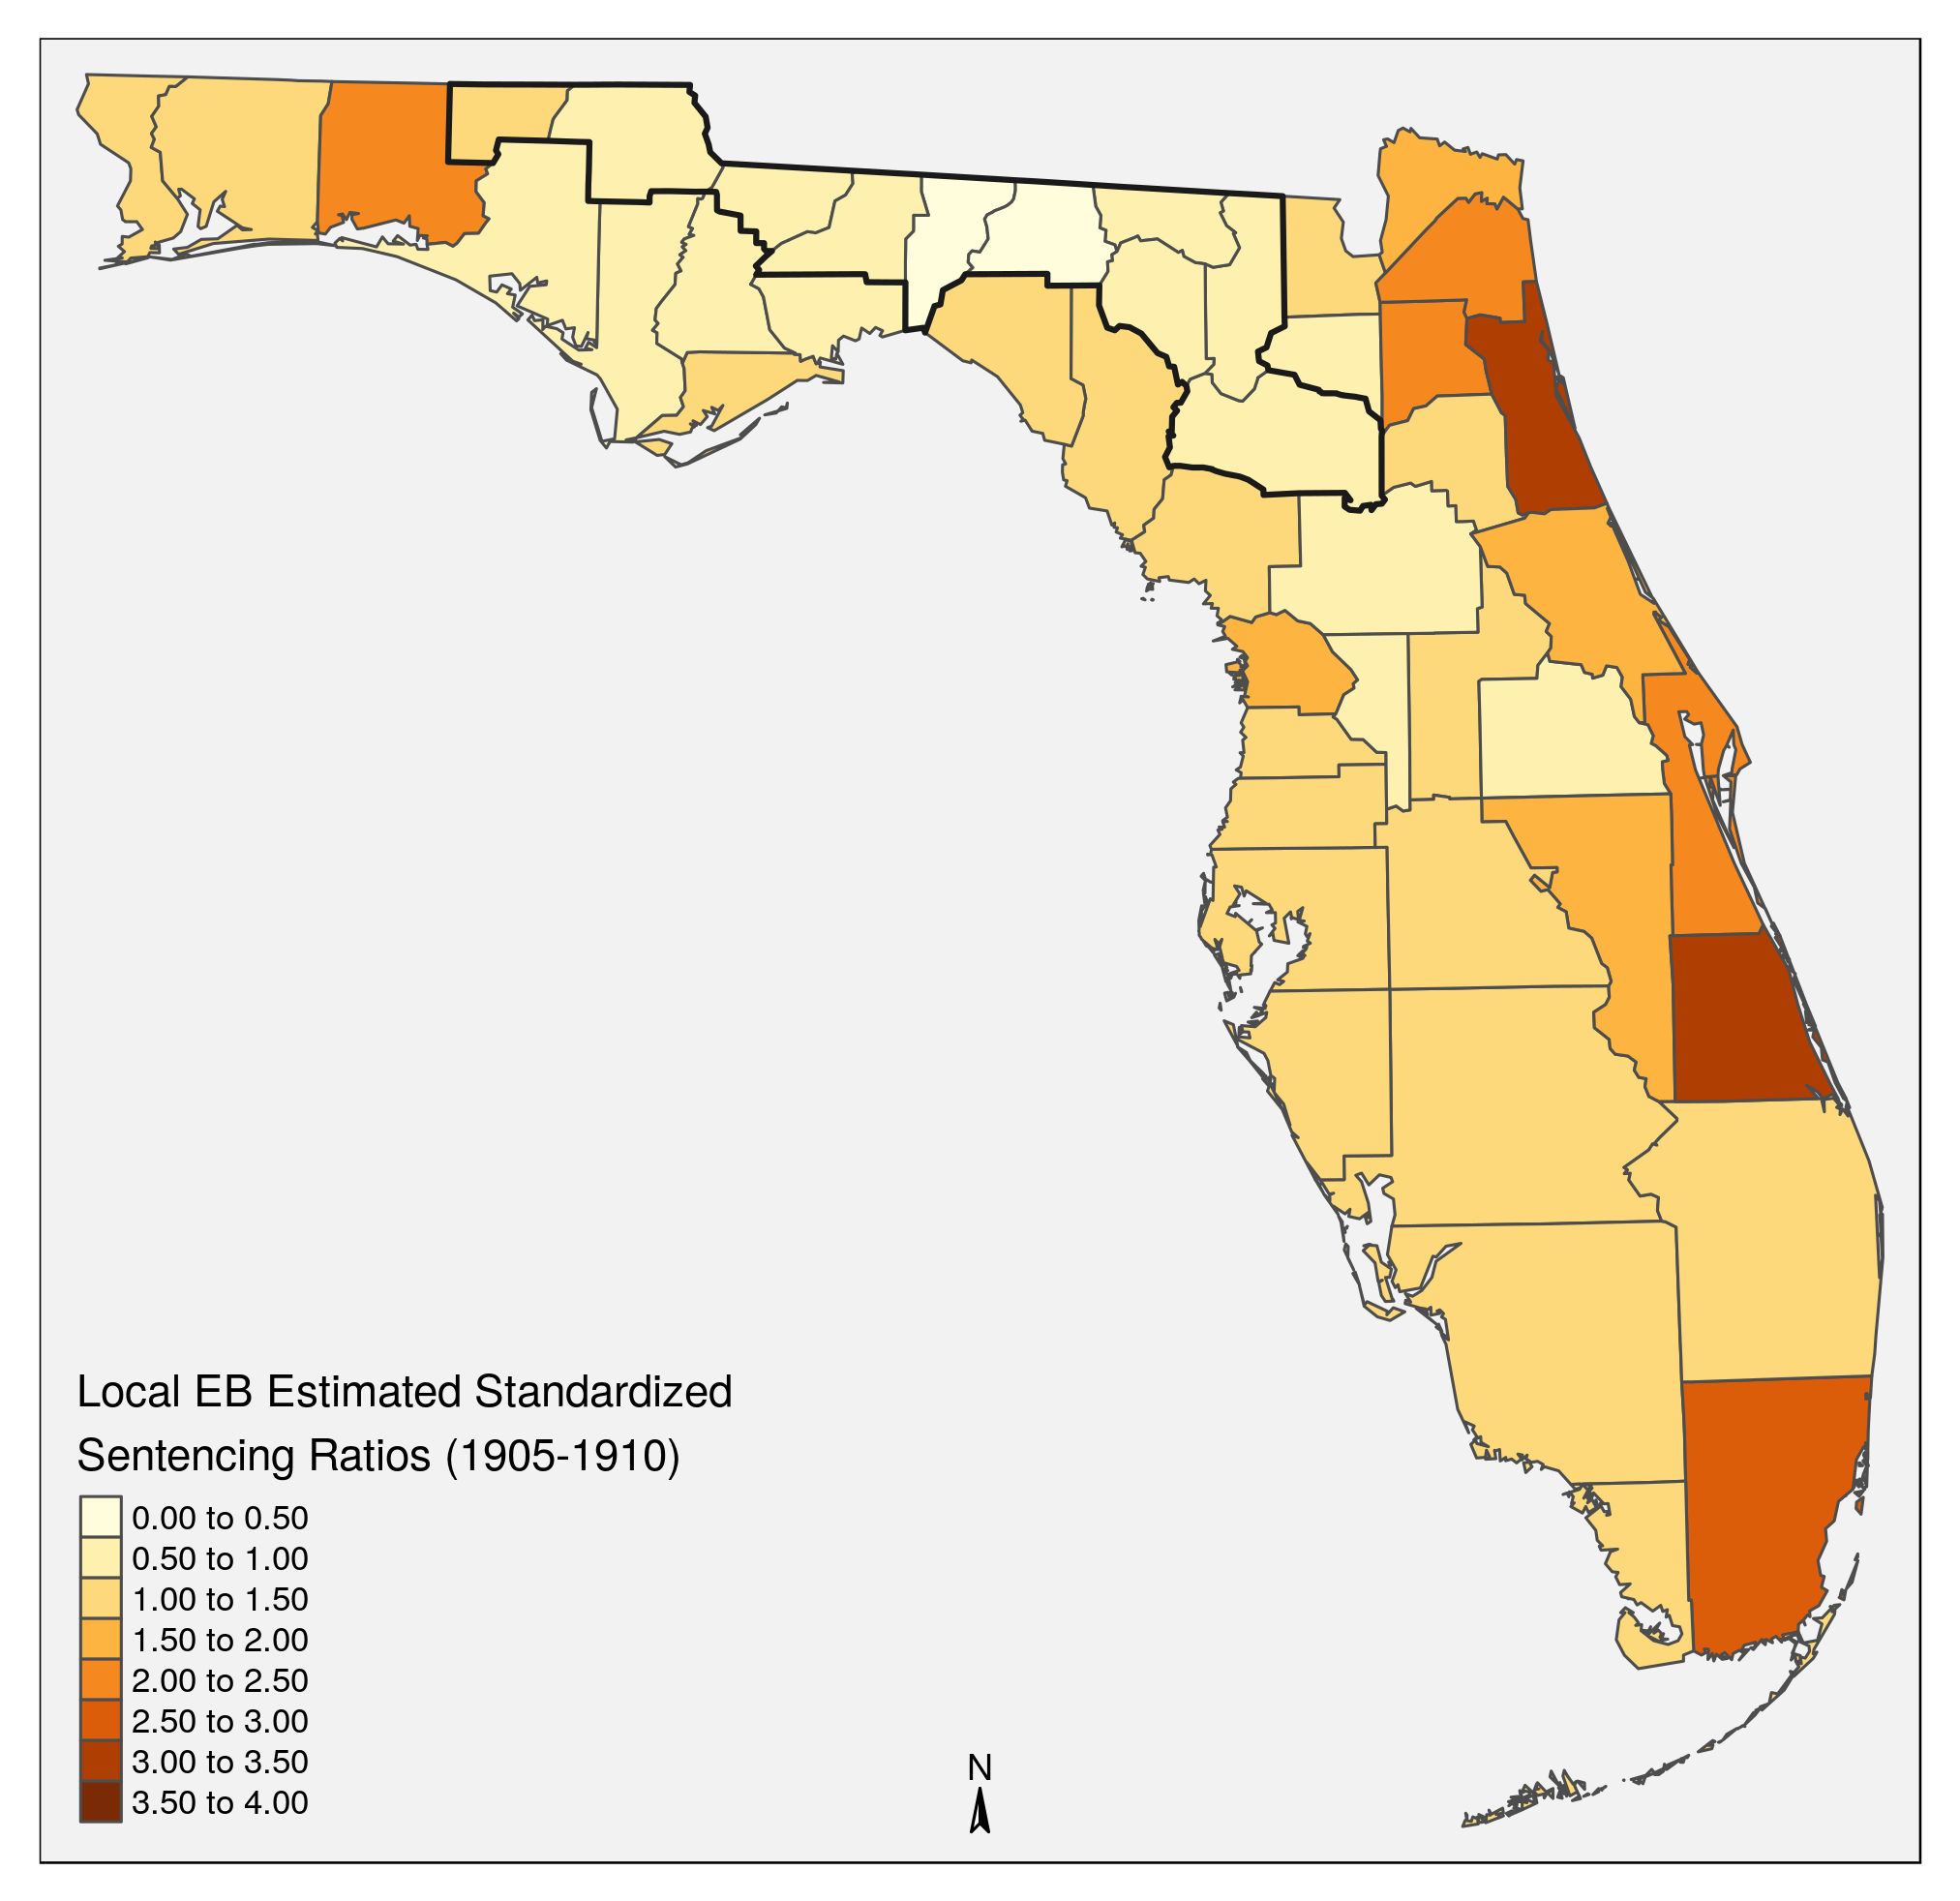 Local EB Estimated Standardized
Sentencing Ratios (1905-1910)
0.00 to 0.50
0.50 to 1.00
1.00 to 1.50
1.50 to 2.00
2.00 to 2.50
2.50 to 3.00
3.00 to 3.50
3.50 to 4.00
N